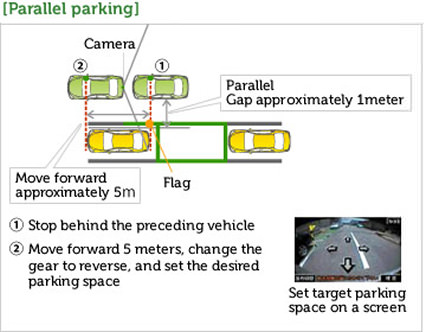 [Parallel parking]
Camera
② ①
Parallel
Gap approximately 1meter
Move forward
approximately 5m
Flag
① Stop behind the preceding vehicle
② Move forward 5 meters, change the
gear to reverse, and set the desired
parking space
Set target parking
space on a screen